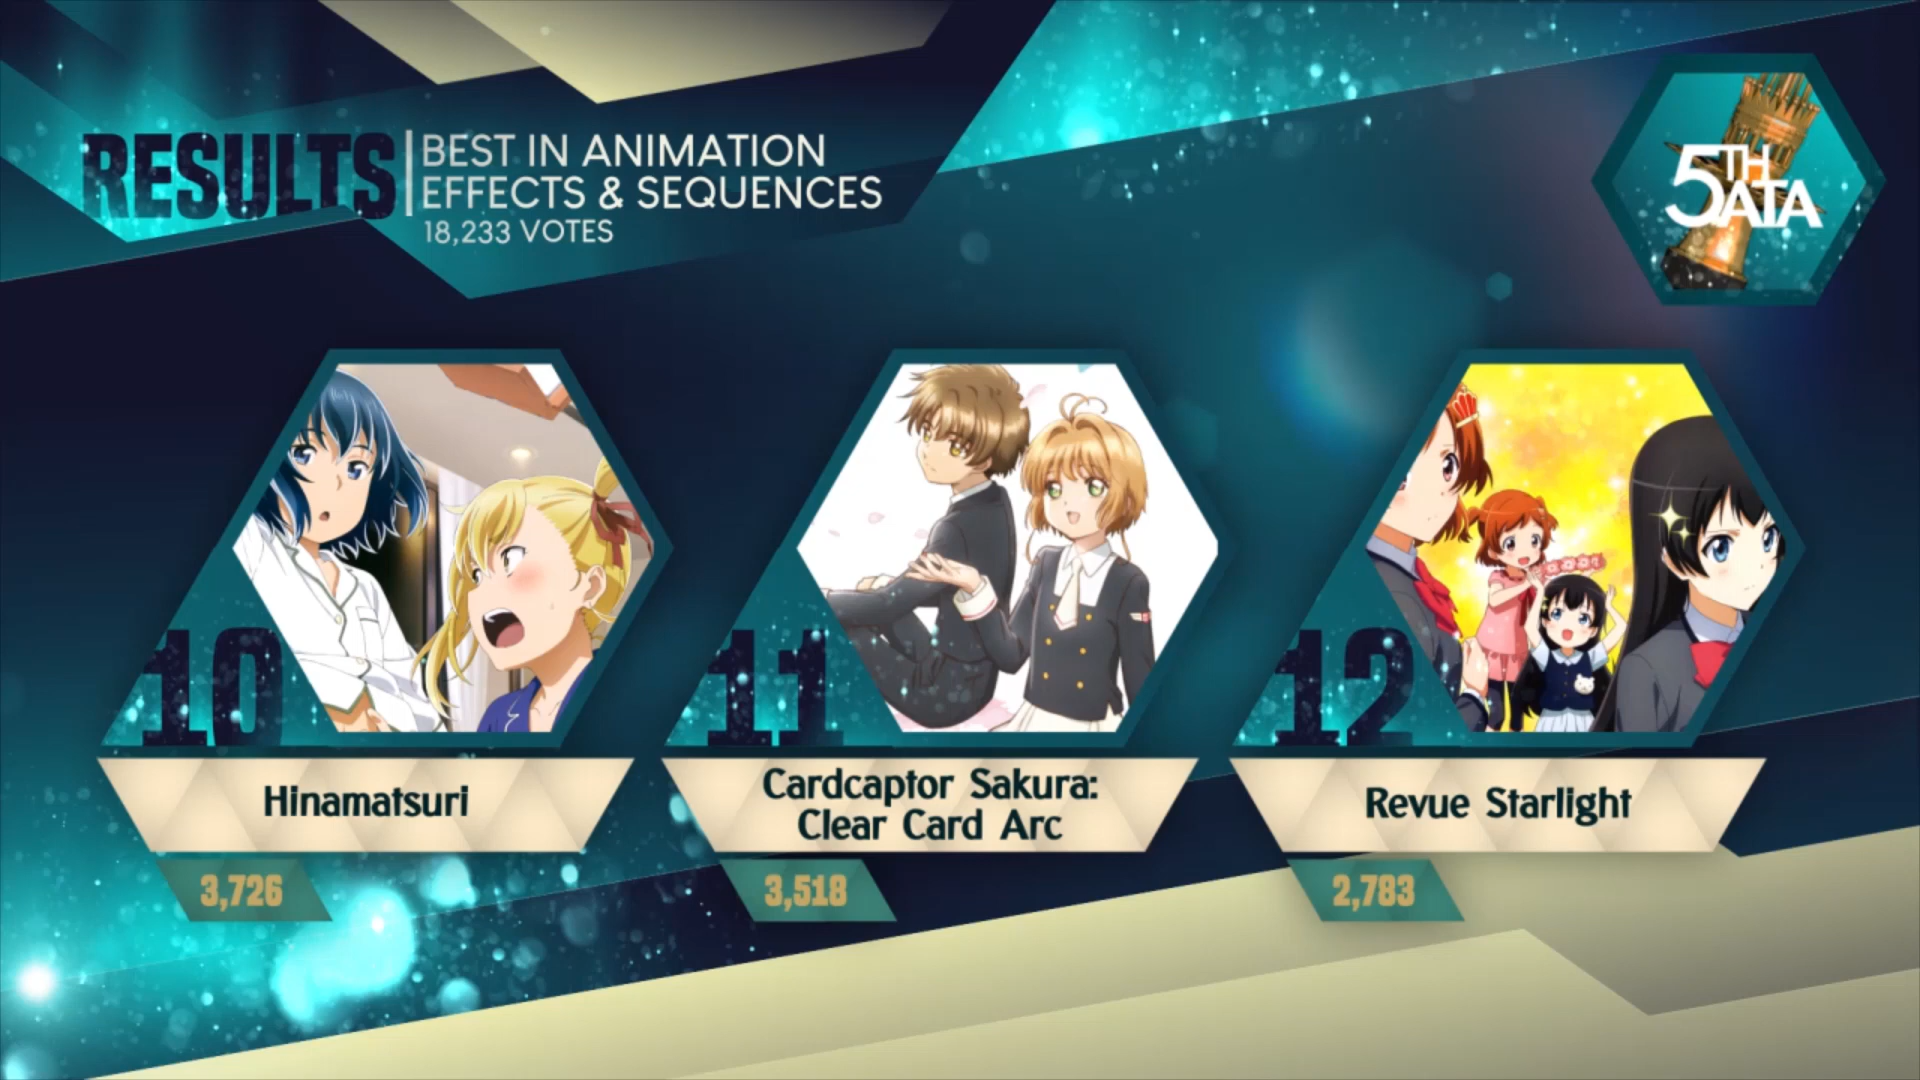 RESULTS
BEST IN ANIMATION
EFFECTS & SEQUENCES
18,233 VOTES
5TH
ATA
10
11
12
Hinamatsuri
Cardcaptor Sakura:
Clear Card Arc
Revue Starlight
3,726
3,518
2,783